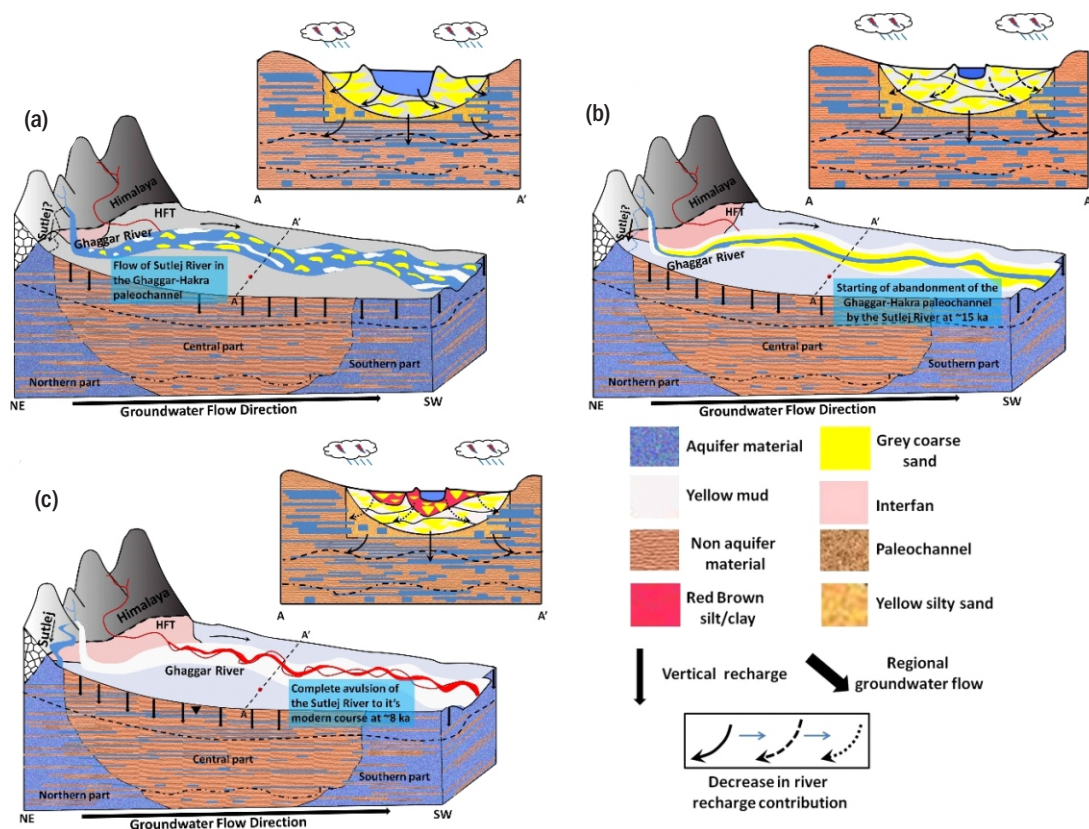 (a)
A
A'
Himalaya
Sutlej?
HFT
Ghaggar River
A'
Flow of Sutlej River in
the Ghaggar-Hakra
paleochannel
A
Central part
Southern part
Northern part
NE
SW
Groundwater Flow Direction
(b)
A
A
Himalaya
Sutlej?
HFT
A'
Ghaggar River
A
Starting of abandonment of the
Ghaggar-Hakra paleochannel
by the Sutlej River at ~15 ka
Central part
Southern part
Northern part
NE
SW
Groundwater Flow Direction
(c)
A
A'
Himalaya
Sutlej
HFT
A'
Ghaggar River
Complete avulsion of
the Sutlej River to it's
modern course at ~8 ka
A
Central part
Southern part
Northern part
NE
SW
Groundwater Flow Direction
Aquifer material
Grey coarse
sand
Yellow mud
Interfan
Non aquifer
material
Paleochannel
Red Brown
silt/clay
Yellow silty sand
Vertical recharge
Regional
groundwater flow
Decrease in river
recharge contribution